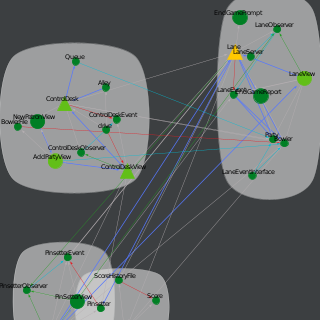 EndGamePrompt
LaneObserver
Lane
LaneServer
Queue
LaneView
Alley
LaneEvent
EndGameReport
ControlDesk
ControlDeskEvent
NewPatronView
drive
Party
Bowler
ControlDeskObserver
AddPartyView
ControlDeskView
LaneEventInterface
PinsetterEvent
ScoreHistoryFile
PinsetterObserver
PinSetterView
Score
Pinsetter